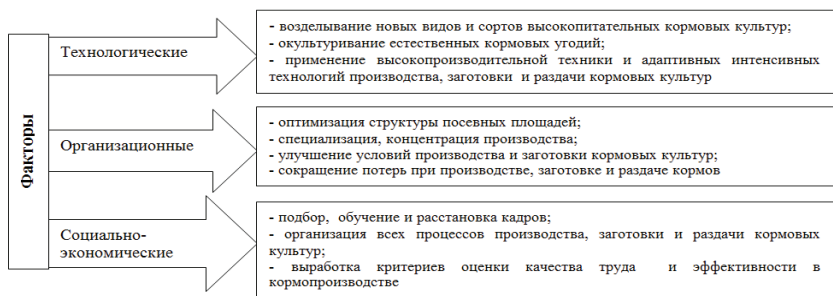 Факторы
Технологические
- возделывание новых видов и сортов высокопитательных кормовых культур;
- окультуривание естественных кормовых угодий;
- применение высокопроизводительной техники и адаптивных интенсивных
технологий производства, заготовки и раздачи кормовых культур
Организационные
- оптимизация структуры посевных площадей;
- специализация, концентрация производства;
- улучшение условий производства и заготовки кормовых культур;
- сокращение потерь при производстве, заготовке и раздаче кормов
Социально-
экономические
- подбор, обучение и расстановка кадров;
- организация всех процессов производства, заготовки и раздачи кормовых
культур;
- выработка критериев оценки качества труда и эффективности в
кормопроизводстве